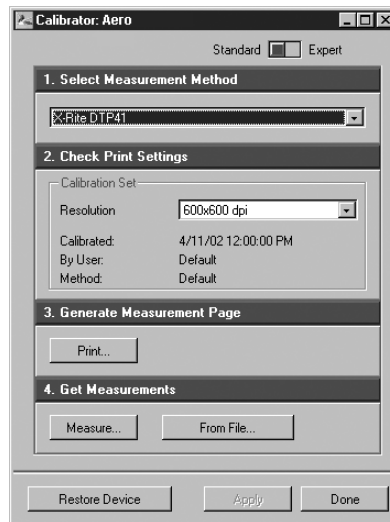 Calibrator: Aero
Standard Expert
1. Select Measurement Method
X-Rite DTP41
2. Check Print Settings
Calibration Set
Resolution 600x600 dpi
Calibrated: 4/11/02 12:00:00 PM
By User: Default
Method: Default
3. Generate Measurement Page
Print...
4. Get Measurements
Measure... From File...
Restore Device Apply Done